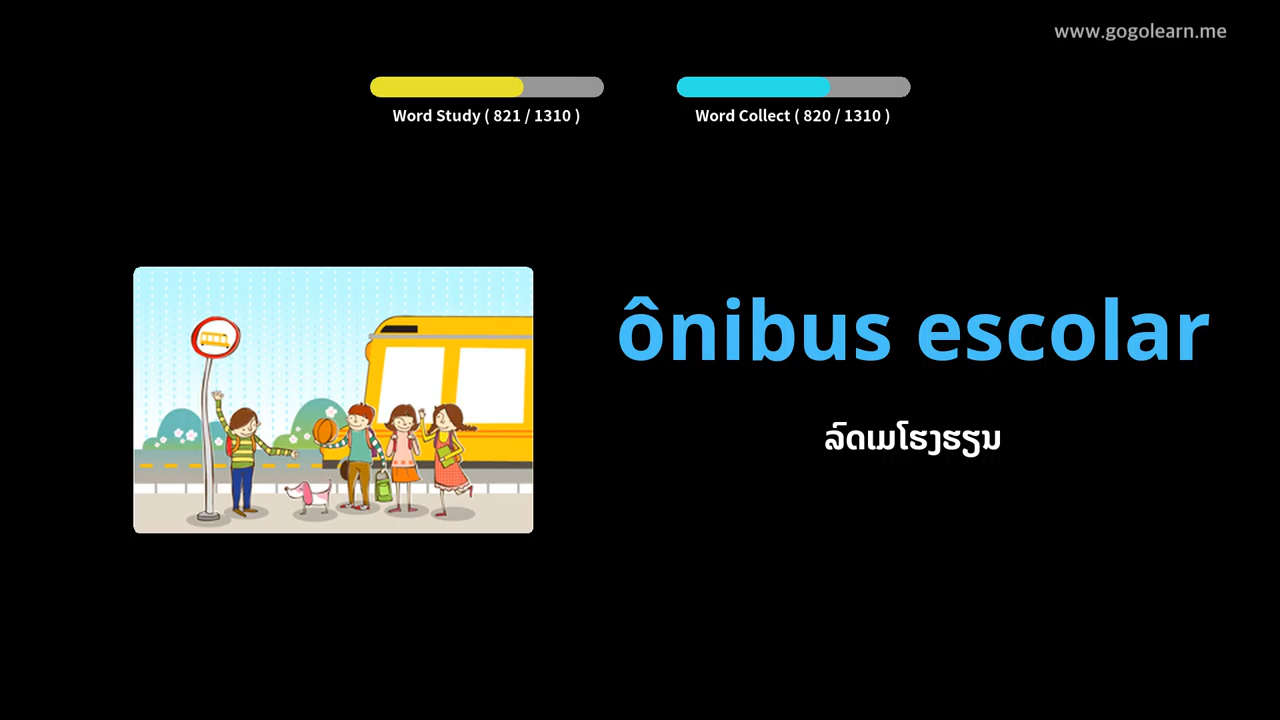 www.gogolearn.me
Word Study ( 821 / 1310 )
Word Collect ( 820 / 1310 )
ônibus escolar
ລົດເມໂຮງຮຽນ